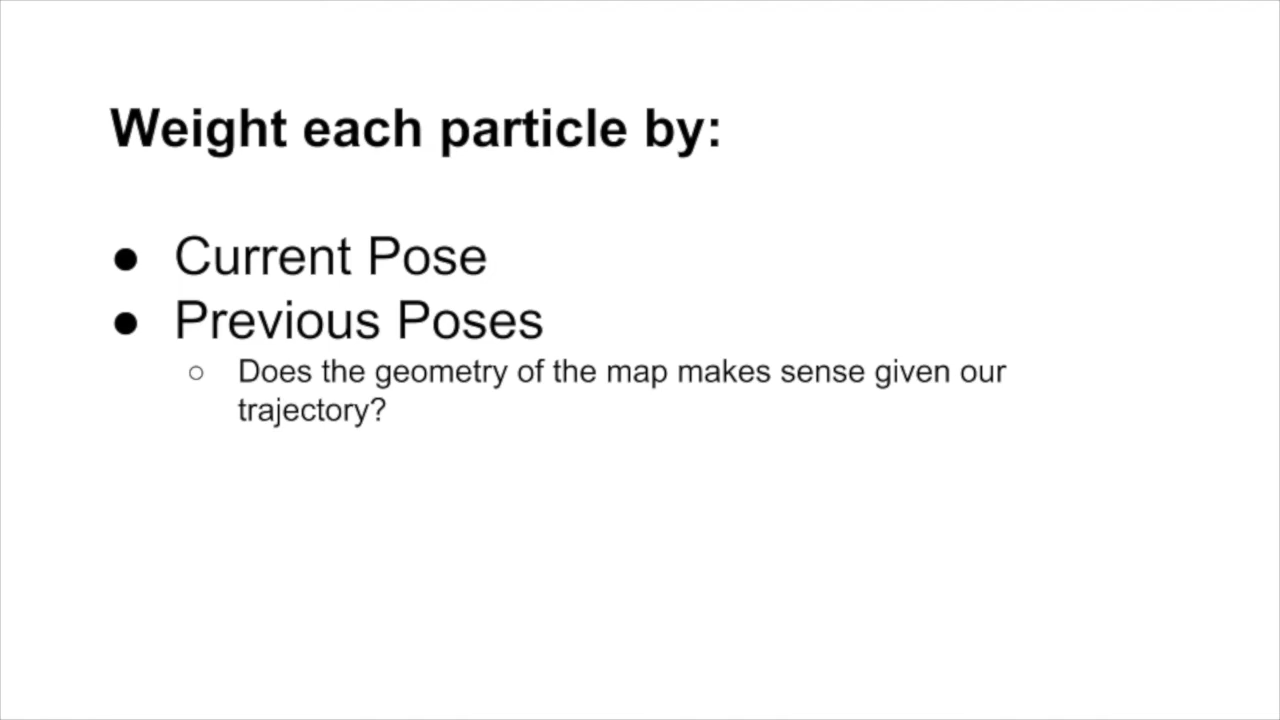 Weight each particle by:
● Current Pose
● Previous Poses
○ Does the geometry of the map makes sense given our
trajectory?